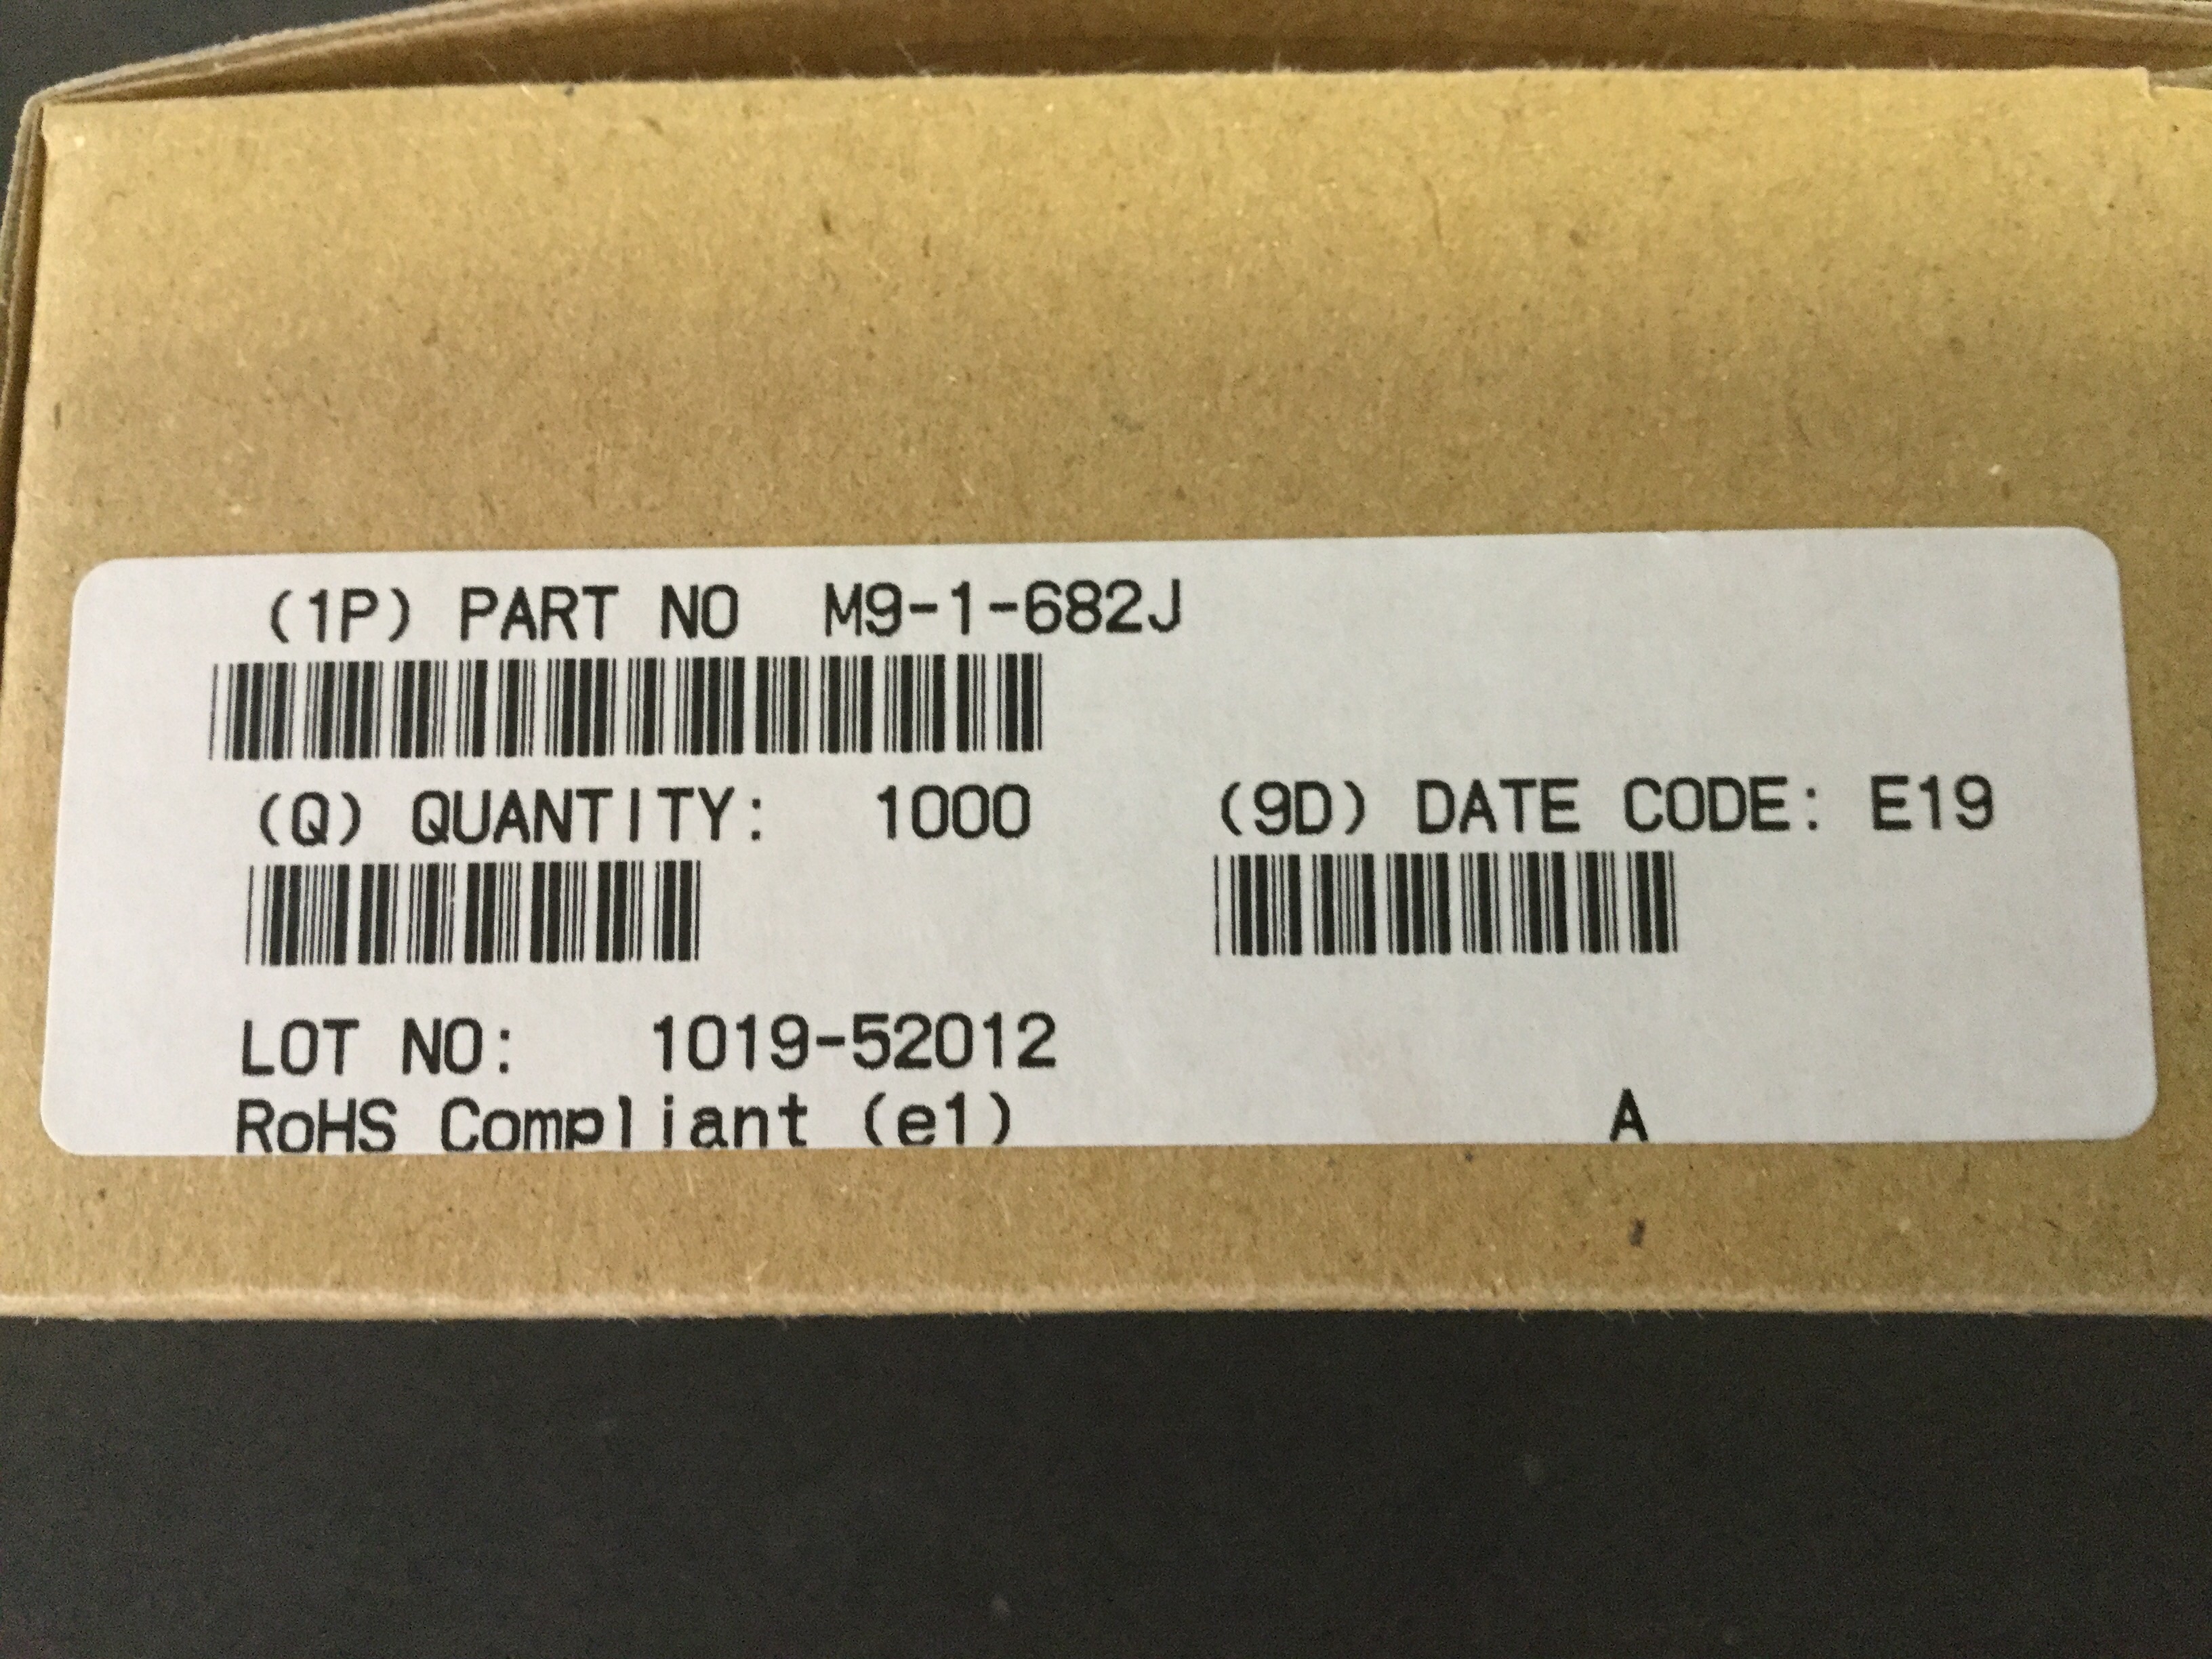 (1P) PART NO M9-1-682J
(Q) QUANTITY: 1000
(9D) DATE CODE: E19
LOT NO: 1019-52012
RoHS Compliant (e1)
A